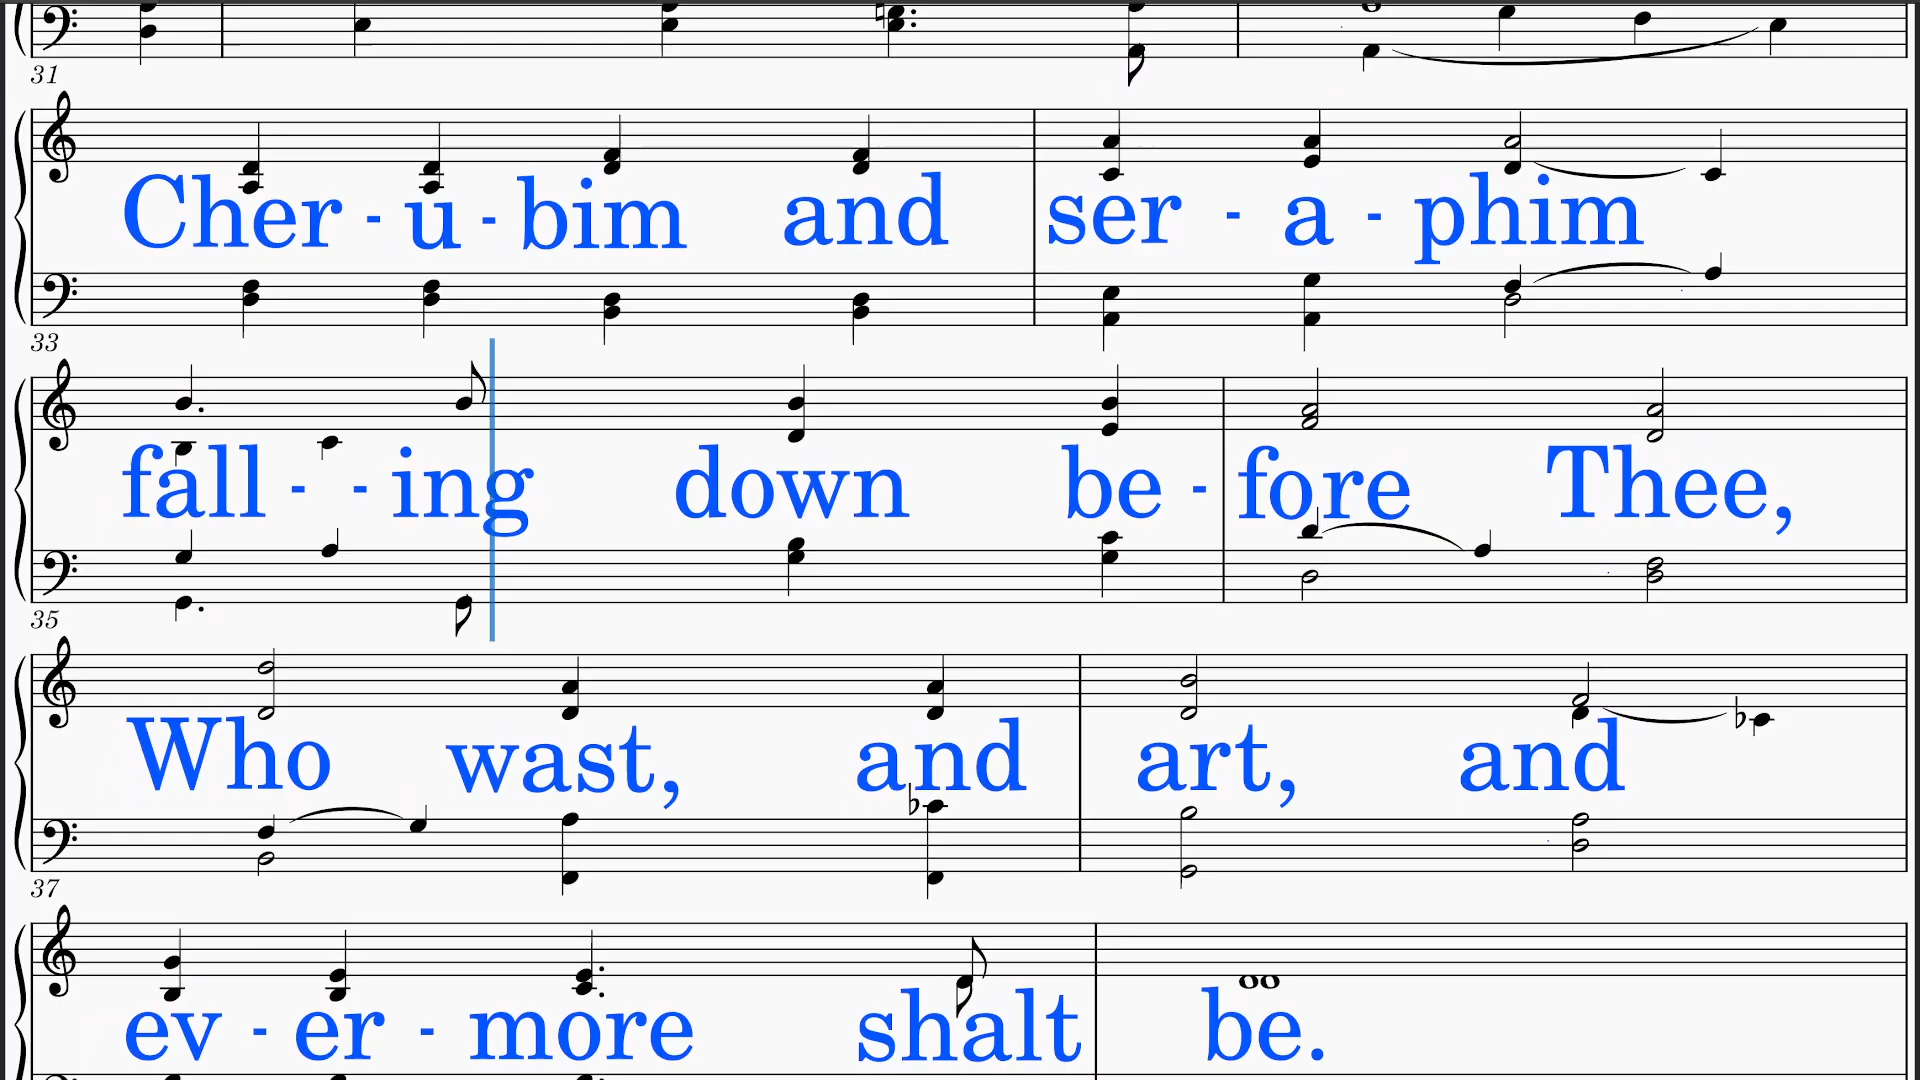 31
Cher - u - bim and ser - a - phim
33
fall - - ing down be - fore Thee,
35
Who wast, and art, and
37
ev - er - more shalt be.